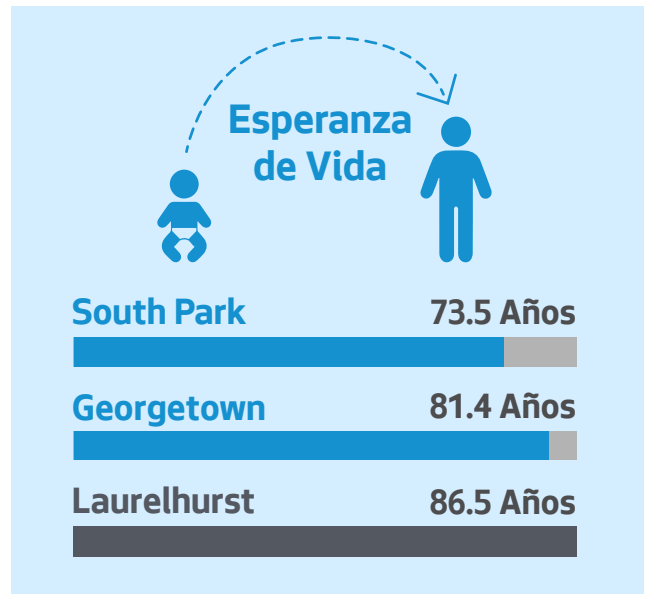 Esperanza
de Vida
South Park 73.5 Años
Georgetown 81.4 Años
Laurelhurst 86.5 Años